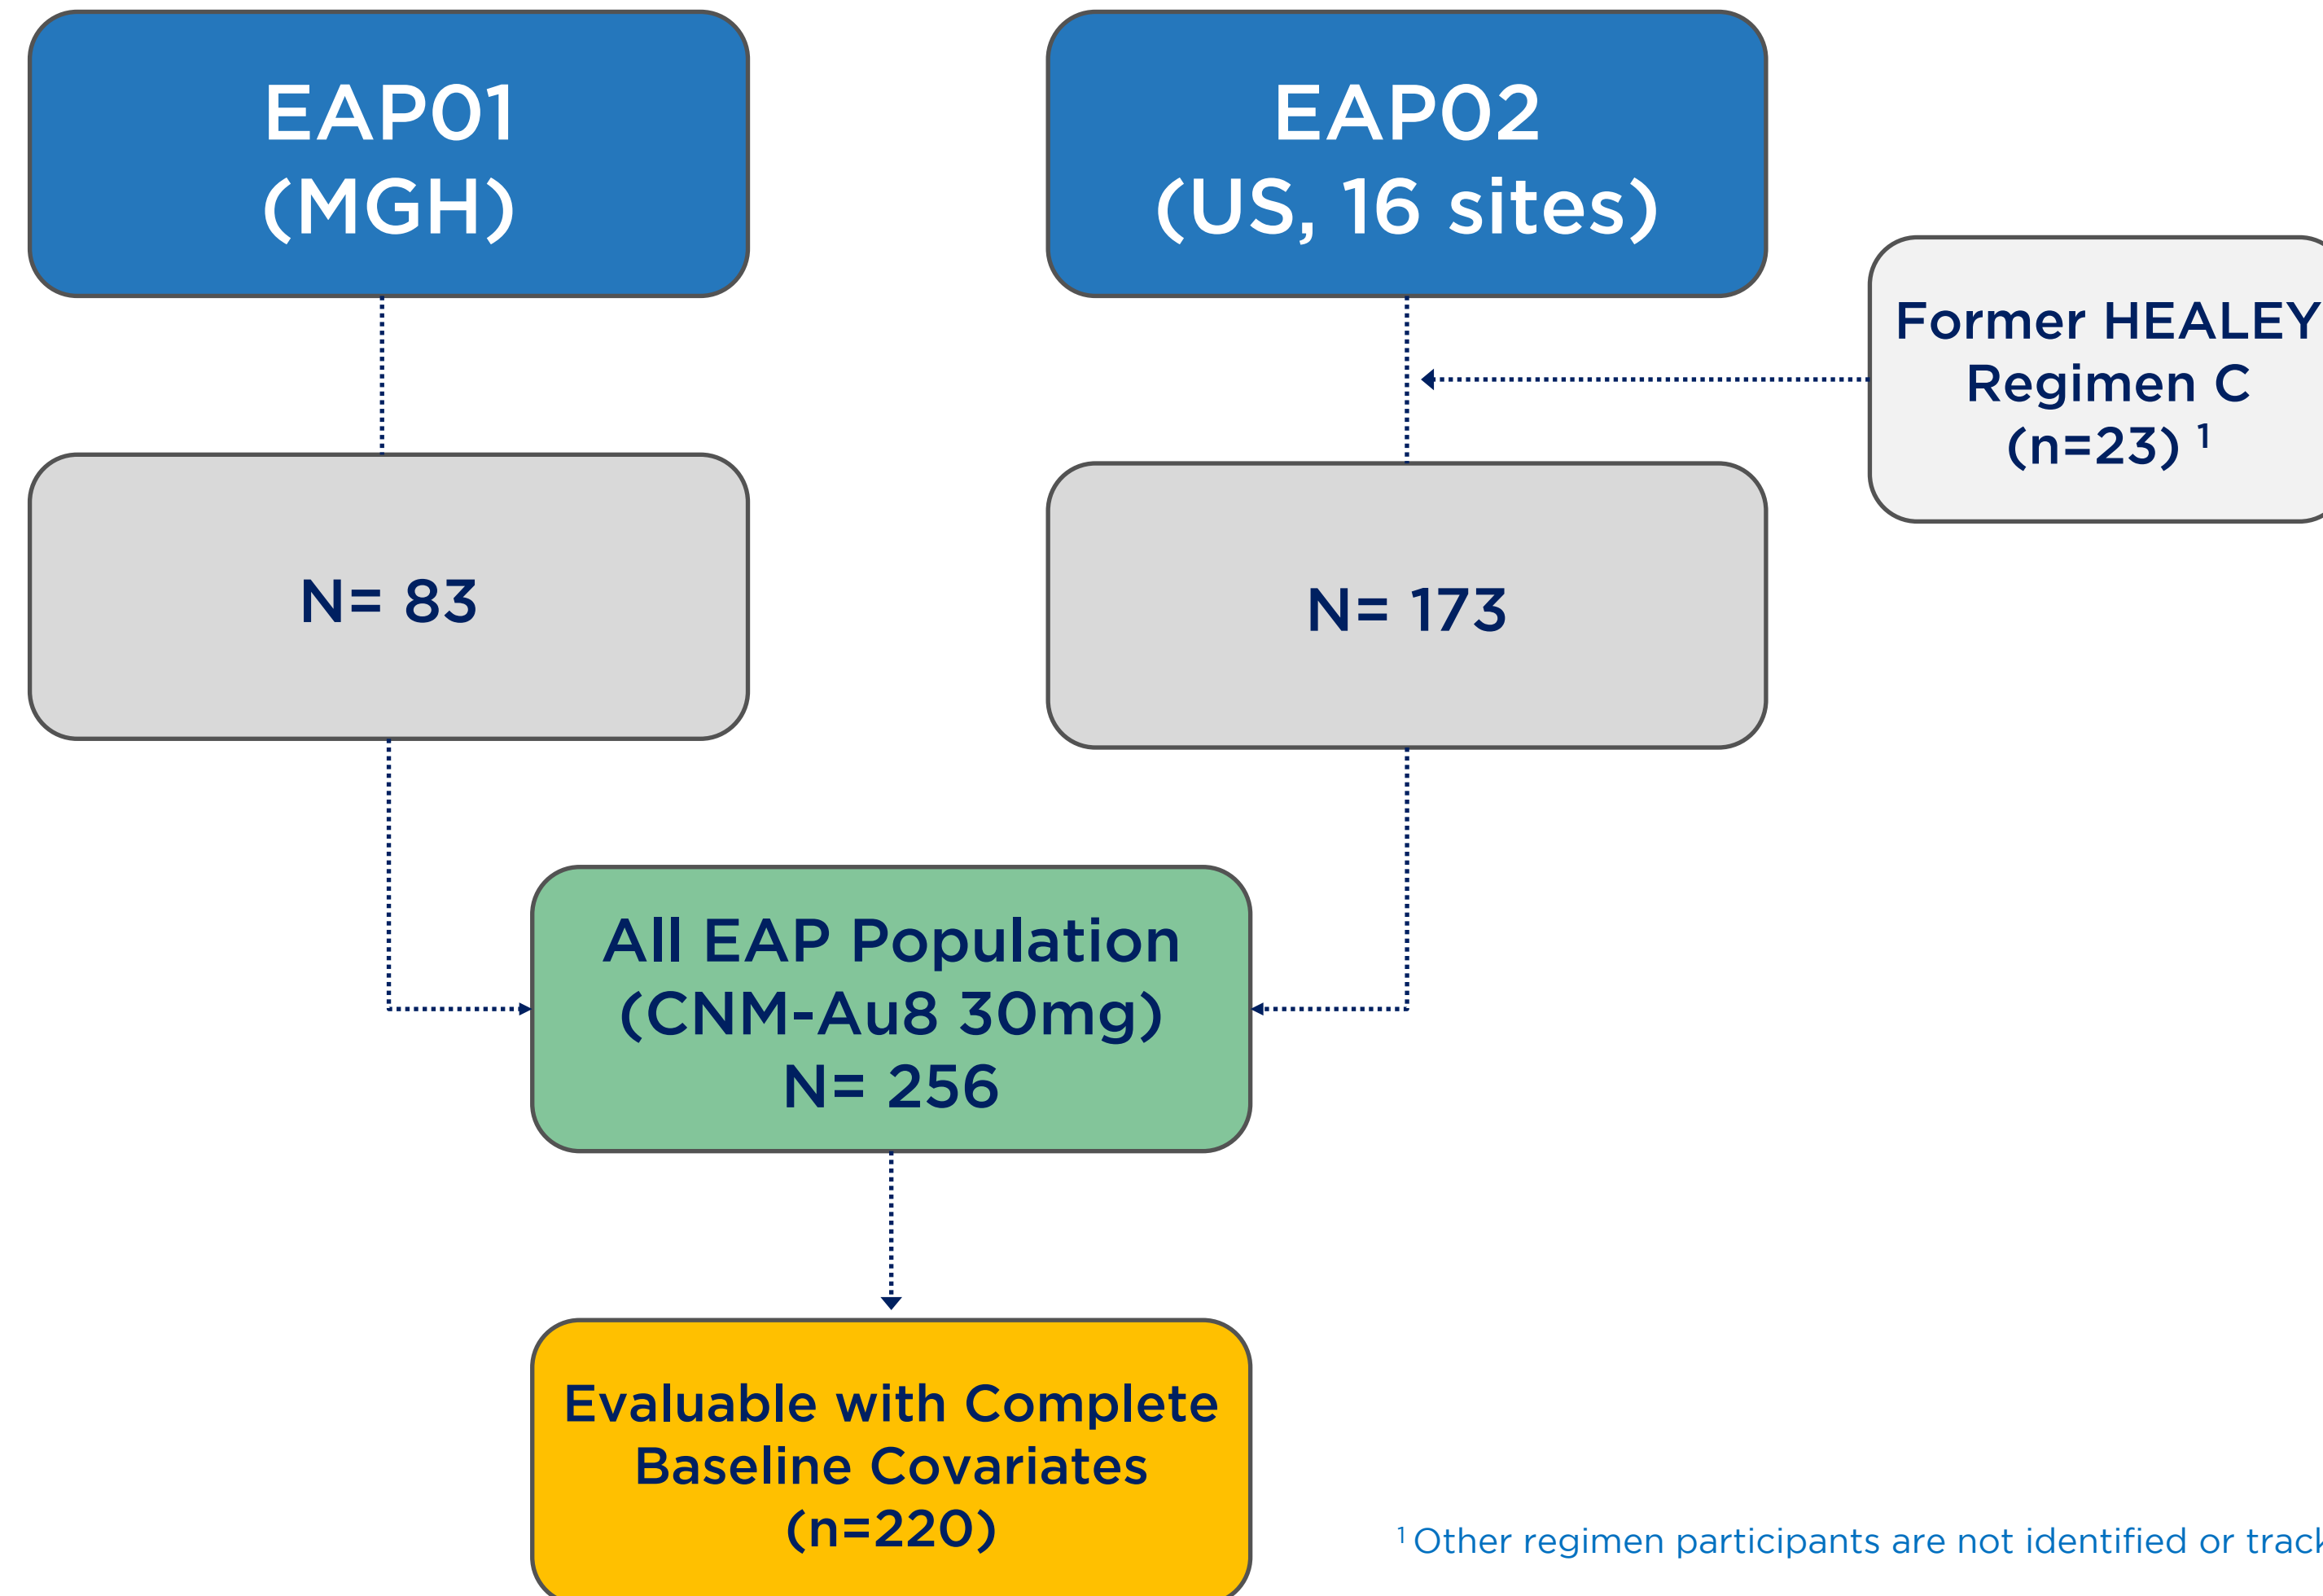 EAP01
(MGH)
EAP02
(US, 16 sites)
Former HEALEY
Regimen C
(n=23) 1
N= 83
N= 173
All EAP Population
(CNM-Au8 30mg)
N= 256
Evaluable with Complete
Baseline Covariates
(n=220)
1 Other regimen participants are not identified or